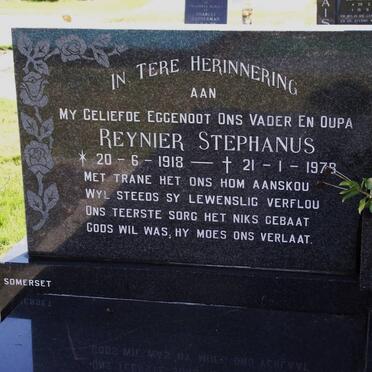 IN TERE HERINNERING
AAN
MY GELIEFDE EGGENOOT ONS VADER EN OUPA
REYNIER STEPHANUS
* 20-6-1918 — † 21-1-1979
MET TRANE HET ONS HOM AANSKOU
WYL STEEDS SY LEWENSLIG VERFLOU
ONS TEERSTE SORG HET NIKS GEBAAT
GODS WIL WAS, HY MOES ONS VERLAAT.
SOMERSET